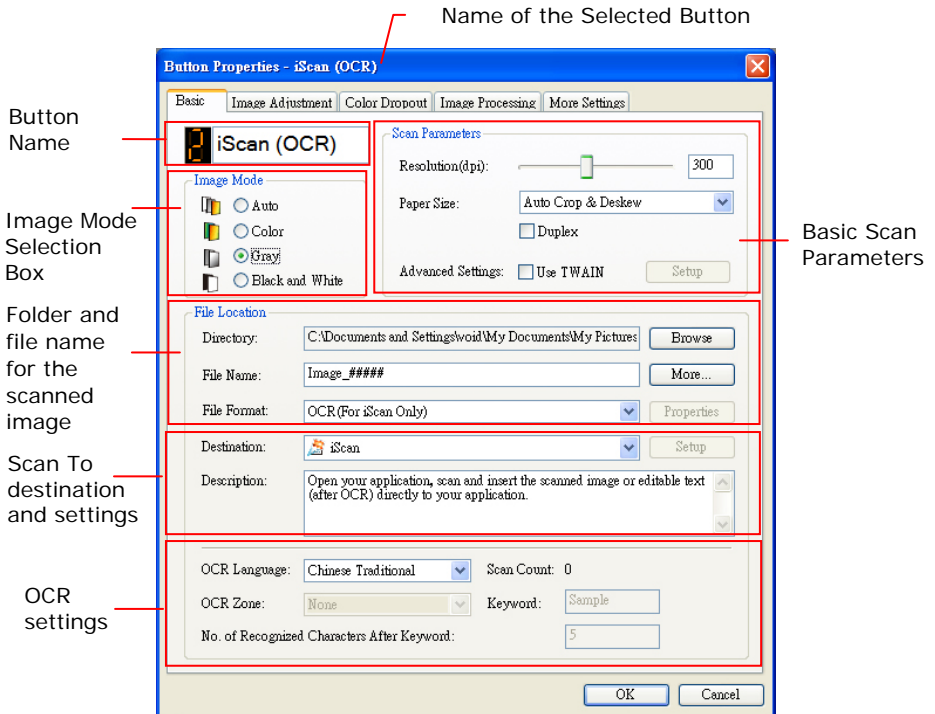 Name of the Selected Button
Button Properties - iScan (OCR)
Basic Image Adjustment Color Dropout Image Processing More Settings
Button
Name
2 iScan (OCR)
Image Mode
Auto
Color
Gray
Black and White
Image Mode
Selection
Box
Scan Parameters
Resolution(dpi): 300
Paper Size: Auto Crop & Deskew
Duplex
Advanced Settings: Use TWAIN Setup
Basic Scan
Parameters
Folder and
file name
for the
scanned
image
File Location
Directory: C:\Documents and Settings\void\My Documents\My Pictures Browse
File Name: Image_##### More...
File Format: OCR(For iScan Only) Properties
Scan To
destination
and settings
Destination: iScan Setup
Description: Open your application, scan and insert the scanned image or editable text
(after OCR) directly to your application.
OCR
settings
OCR Language: Chinese Traditional Scan Count: 0
OCR Zone: None Keyword: Sample
No. of Recognized Characters After Keyword: 5
OK Cancel